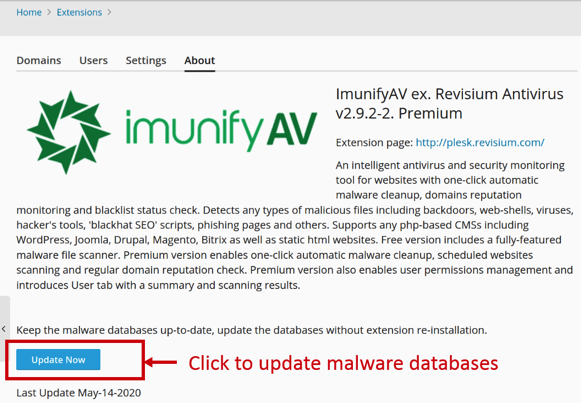 Home > Extensions >
Domains Users Settings About
imunifyAV
ImunifyAV ex. Revisium Antivirus
v2.9.2-2. Premium
Extension page: http://plesk.revisium.com/
An intelligent antivirus and security monitoring
tool for websites with one-click automatic
malware cleanup, domains reputation
monitoring and blacklist status check. Detects any types of malicious files including backdoors, web-shells, viruses,
hacker's tools, 'blackhat SEO' scripts, phishing pages and others. Supports any php-based CMSs including
WordPress, Joomla, Drupal, Magento, Bitrix as well as static html websites. Free version includes a fully-featured
malware file scanner. Premium version enables one-click automatic malware cleanup, scheduled websites
scanning and regular domain reputation check. Premium version also enables user permissions management and
introduces User tab with a summary and scanning results.
Keep the malware databases up-to-date, update the databases without extension re-installation.
Update Now
Click to update malware databases
Last Update May-14-2020